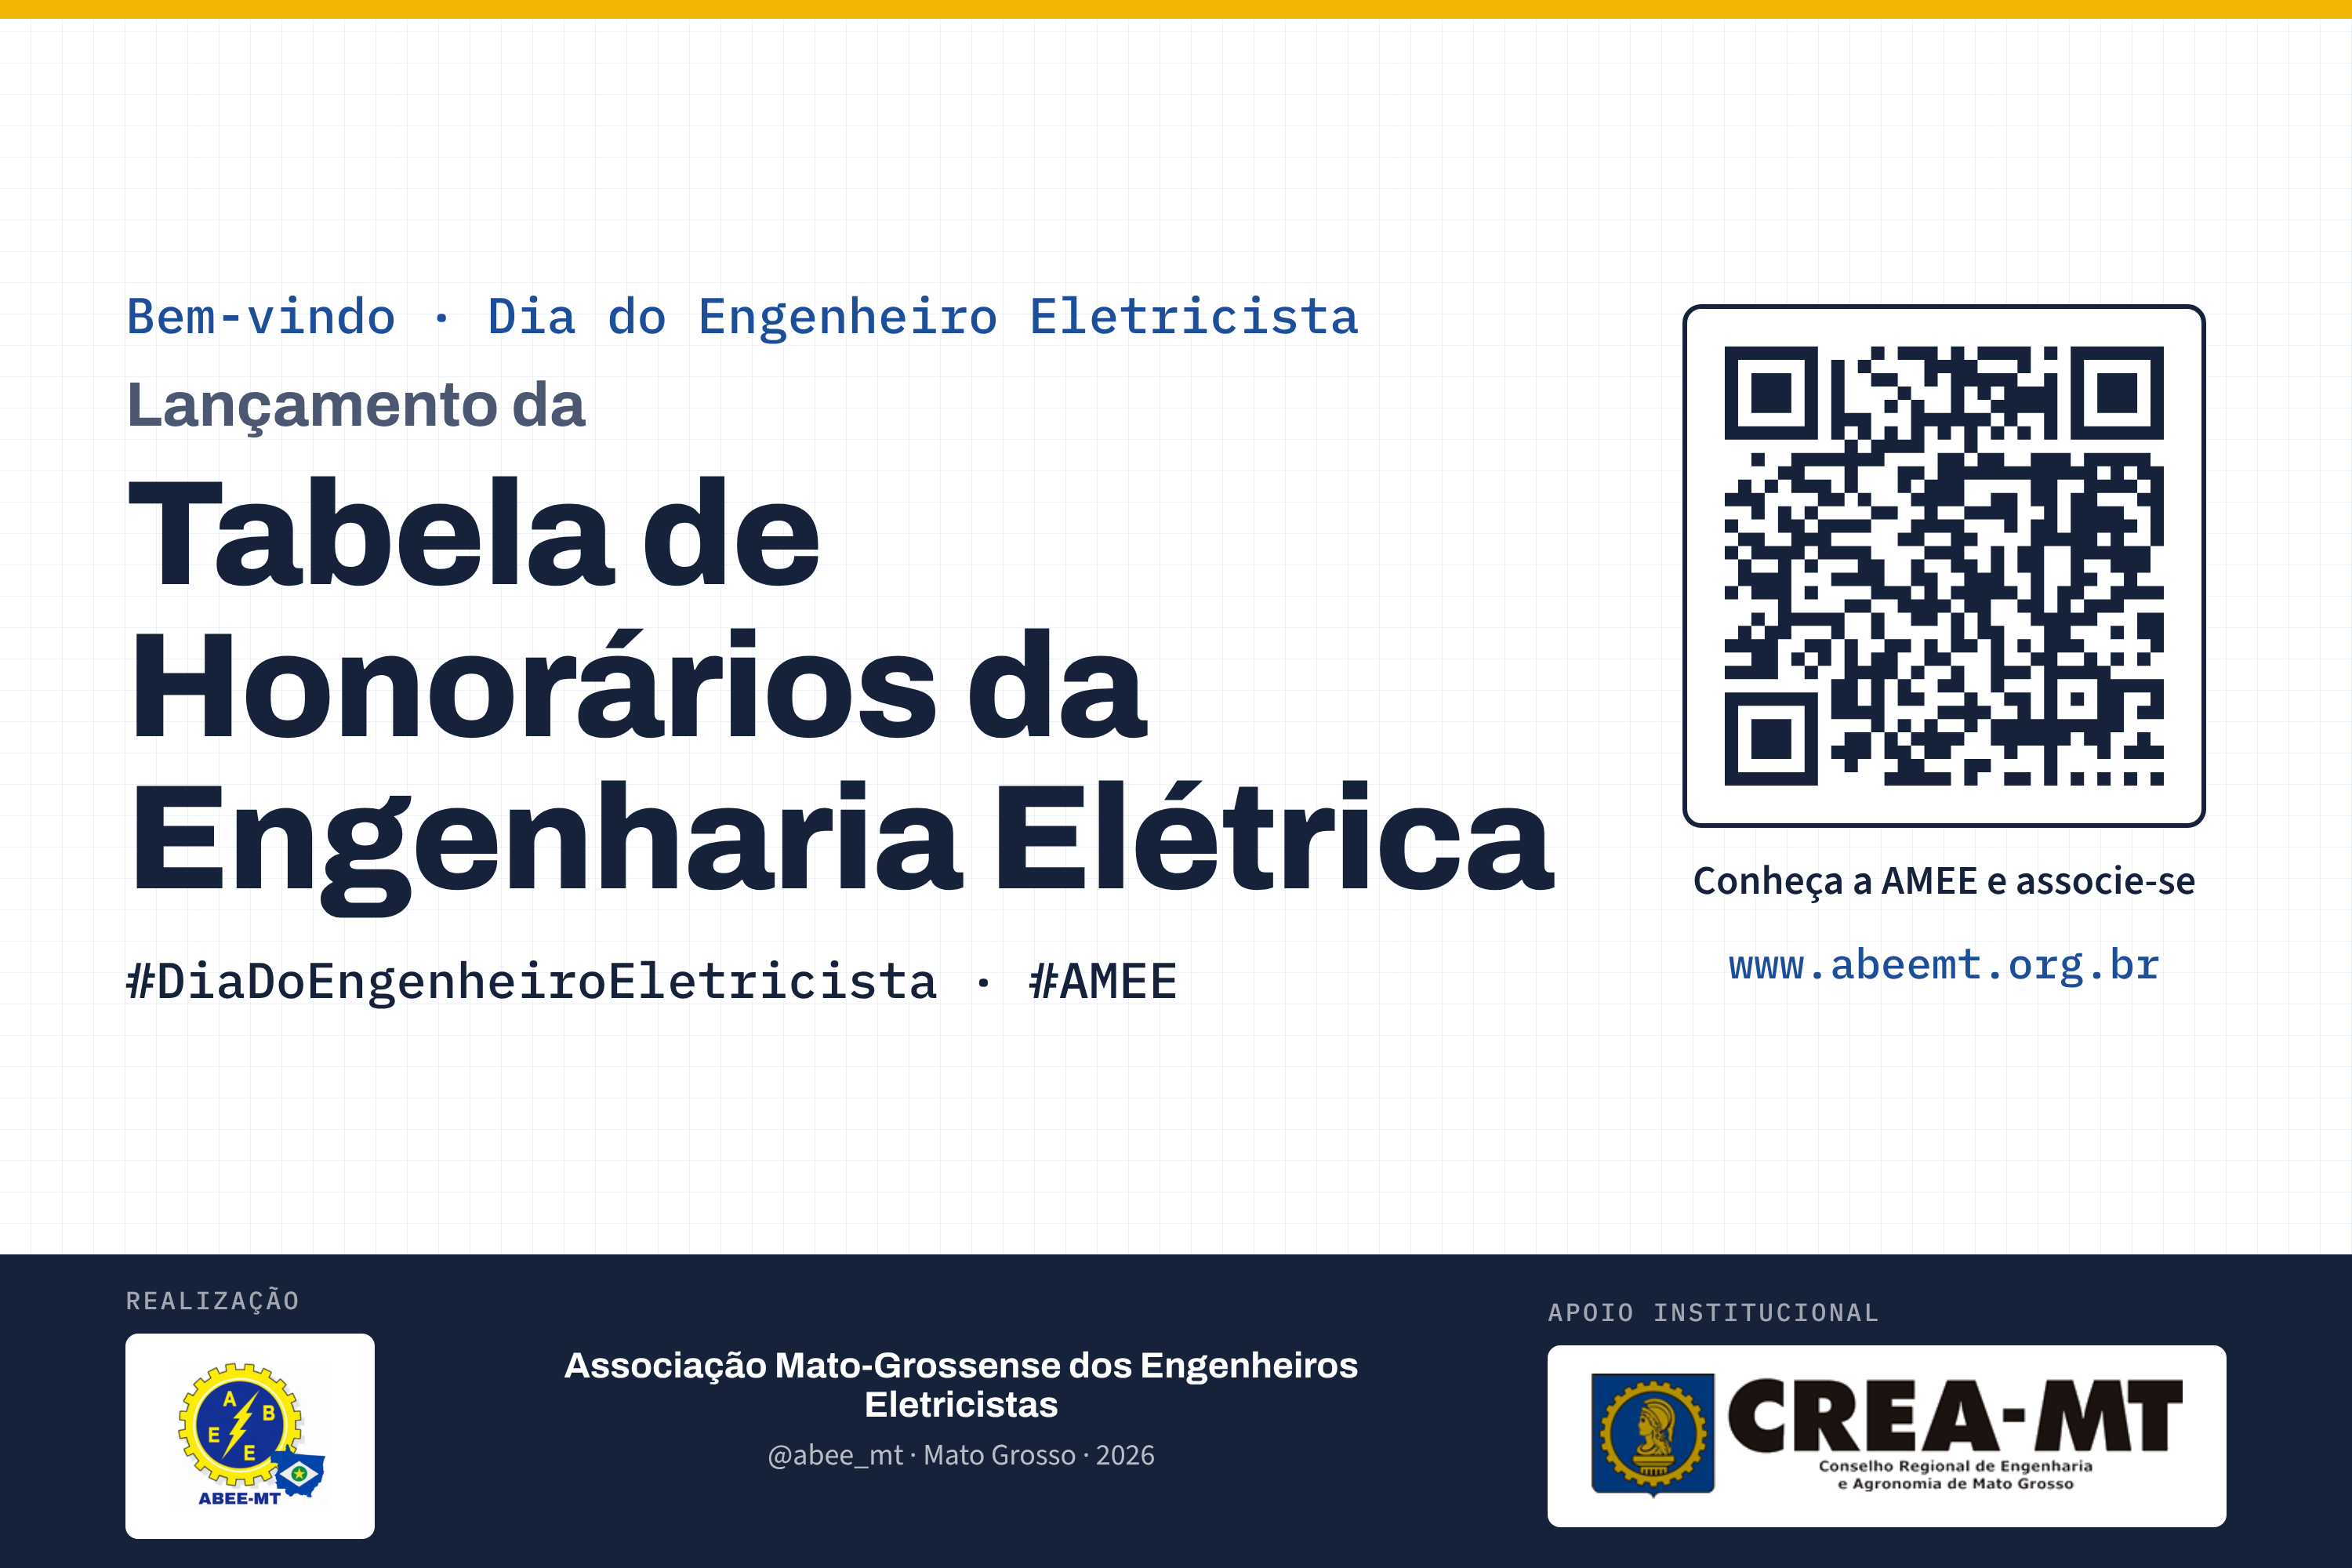 Bem-vindo · Dia do Engenheiro Eletricista
Lançamento da
Tabela de
Honorários da
Engenharia Elétrica
#DiaDoEngenheiroEletricista · #AMEE
Conheça a AMEE e associe-se
www.abeemt.org.br
REALIZAÇÃO
A B E E
ABEE-MT
Associação Mato-Grossense dos Engenheiros
Eletricistas
@abee_mt · Mato Grosso · 2026
APOIO INSTITUCIONAL
CREA-MT
Conselho Regional de Engenharia
e Agronomia de Mato Grosso